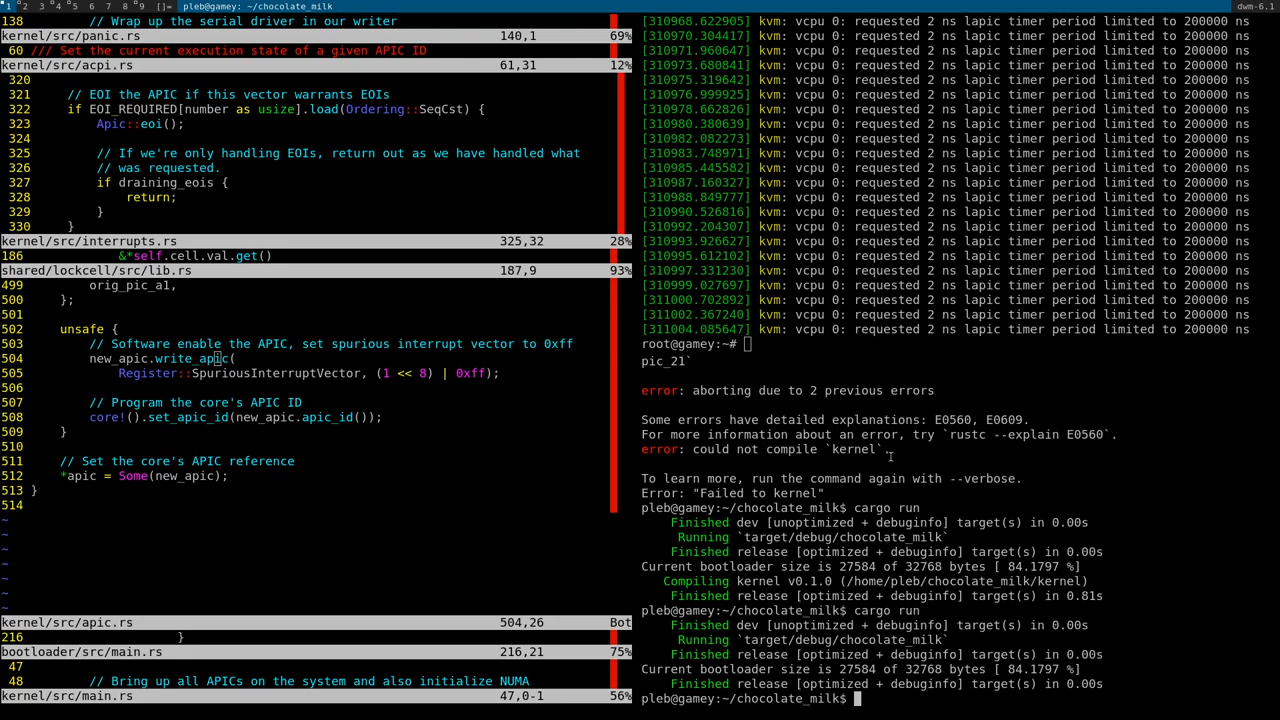 1 2 3 4 5 6 7 8 9 []= pleb@gamey: ~/chocolate_milk dwm-6.1
138 // Wrap up the serial driver in our writer
kernel/src/panic.rs 140,1 69%
60 /// Set the current execution state of a given APIC ID
kernel/src/acpi.rs 61,31 12%
320
321 // EOI the APIC if this vector warrants EOIs
322 if EOI_REQUIRED[number as usize].load(Ordering::SeqCst) {
323 Apic::eoi();
324
325 // If we're only handling EOIs, return out as we have handled what
326 // was requested.
327 if draining_eois {
328 return;
329 }
330 }
kernel/src/interrupts.rs 325,32 28%
186 &*self.cell.val.get()
shared/lockcell/src/lib.rs 187,9 93%
499 orig_pic_a1,
500 };
501
502 unsafe {
503 // Software enable the APIC, set spurious interrupt vector to 0xff
504 new_apic.write_apic(
505 Register::SpuriousInterruptVector, (1 << 8) | 0xff);
506
507 // Program the core's APIC ID
508 core!().set_apic_id(new_apic.apic_id());
509 }
510
511 // Set the core's APIC reference
512 *apic = Some(new_apic);
513 }
514
~
~
~
~
~
~
~
kernel/src/apic.rs 504,26 Bot
216 }
bootloader/src/main.rs 216,21 75%
47
48 // Bring up all APICs on the system and also initialize NUMA
kernel/src/main.rs 47,0-1 56%
[310968.622905] kvm: vcpu 0: requested 2 ns lapic timer period limited to 200000 ns
[310970.304417] kvm: vcpu 0: requested 2 ns lapic timer period limited to 200000 ns
[310971.960647] kvm: vcpu 0: requested 2 ns lapic timer period limited to 200000 ns
[310973.680841] kvm: vcpu 0: requested 2 ns lapic timer period limited to 200000 ns
[310975.319642] kvm: vcpu 0: requested 2 ns lapic timer period limited to 200000 ns
[310976.999925] kvm: vcpu 0: requested 2 ns lapic timer period limited to 200000 ns
[310978.662826] kvm: vcpu 0: requested 2 ns lapic timer period limited to 200000 ns
[310980.380639] kvm: vcpu 0: requested 2 ns lapic timer period limited to 200000 ns
[310982.082273] kvm: vcpu 0: requested 2 ns lapic timer period limited to 200000 ns
[310983.748971] kvm: vcpu 0: requested 2 ns lapic timer period limited to 200000 ns
[310985.445582] kvm: vcpu 0: requested 2 ns lapic timer period limited to 200000 ns
[310987.160327] kvm: vcpu 0: requested 2 ns lapic timer period limited to 200000 ns
[310988.849777] kvm: vcpu 0: requested 2 ns lapic timer period limited to 200000 ns
[310990.526816] kvm: vcpu 0: requested 2 ns lapic timer period limited to 200000 ns
[310992.204307] kvm: vcpu 0: requested 2 ns lapic timer period limited to 200000 ns
[310993.926627] kvm: vcpu 0: requested 2 ns lapic timer period limited to 200000 ns
[310995.612102] kvm: vcpu 0: requested 2 ns lapic timer period limited to 200000 ns
[310997.331230] kvm: vcpu 0: requested 2 ns lapic timer period limited to 200000 ns
[310999.027697] kvm: vcpu 0: requested 2 ns lapic timer period limited to 200000 ns
[311000.702892] kvm: vcpu 0: requested 2 ns lapic timer period limited to 200000 ns
[311002.367240] kvm: vcpu 0: requested 2 ns lapic timer period limited to 200000 ns
[311004.085647] kvm: vcpu 0: requested 2 ns lapic timer period limited to 200000 ns
root@gamey:~#
pic_21`
error: aborting due to 2 previous errors
Some errors have detailed explanations: E0560, E0609.
For more information about an error, try `rustc --explain E0560`.
error: could not compile `kernel`.
To learn more, run the command again with --verbose.
Error: "Failed to kernel"
pleb@gamey:~/chocolate_milk$ cargo run
Finished dev [unoptimized + debuginfo] target(s) in 0.00s
Running `target/debug/chocolate_milk`
Finished release [optimized + debuginfo] target(s) in 0.00s
Current bootloader size is 27584 of 32768 bytes [ 84.1797 %]
Compiling kernel v0.1.0 (/home/pleb/chocolate_milk/kernel)
Finished release [optimized + debuginfo] target(s) in 0.81s
pleb@gamey:~/chocolate_milk$ cargo run
Finished dev [unoptimized + debuginfo] target(s) in 0.00s
Running `target/debug/chocolate_milk`
Finished release [optimized + debuginfo] target(s) in 0.00s
Current bootloader size is 27584 of 32768 bytes [ 84.1797 %]
Finished release [optimized + debuginfo] target(s) in 0.00s
pleb@gamey:~/chocolate_milk$